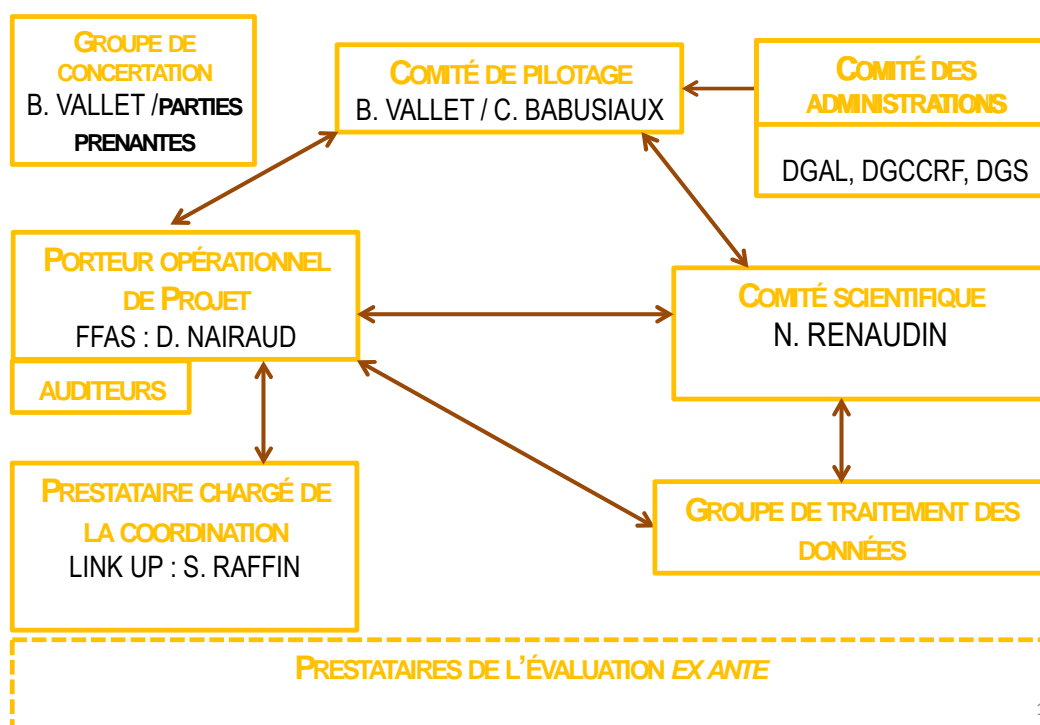 GROUPE DE
CONCERTATION
B. VALLET /PARTIES
PRENANTES
COMITÉ DE PILOTAGE
B. VALLET / C. BABUSIAUX
COMITÉ DES
ADMINISTRATIONS
DGAL, DGCCRF, DGS
PORTEUR OPÉRATIONNEL
DE PROJET
FFAS : D. NAIRAUD
AUDITEURS
COMITÉ SCIENTIFIQUE
N. RENAUDIN
PRESTATAIRE CHARGÉ DE
LA COORDINATION
LINK UP : S. RAFFIN
GROUPE DE TRAITEMENT DES
DONNÉES
PRESTATAIRES DE L'ÉVALUATION EX ANTE